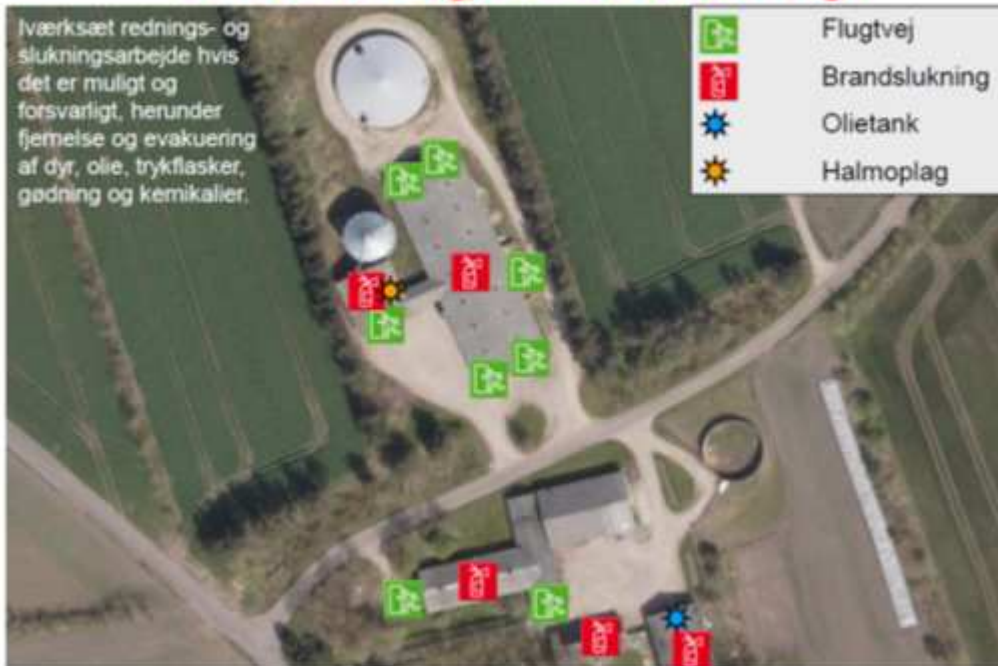 Iværksæt rednings- og
slukningsarbejde hvis
det er muligt og
forsvarligt, herunder
fjernelse og evakuering
af dyr, olie, trykflasker,
gødning og kemikalier.
Flugtvej
Brandslukning
Olietank
Halmoplag